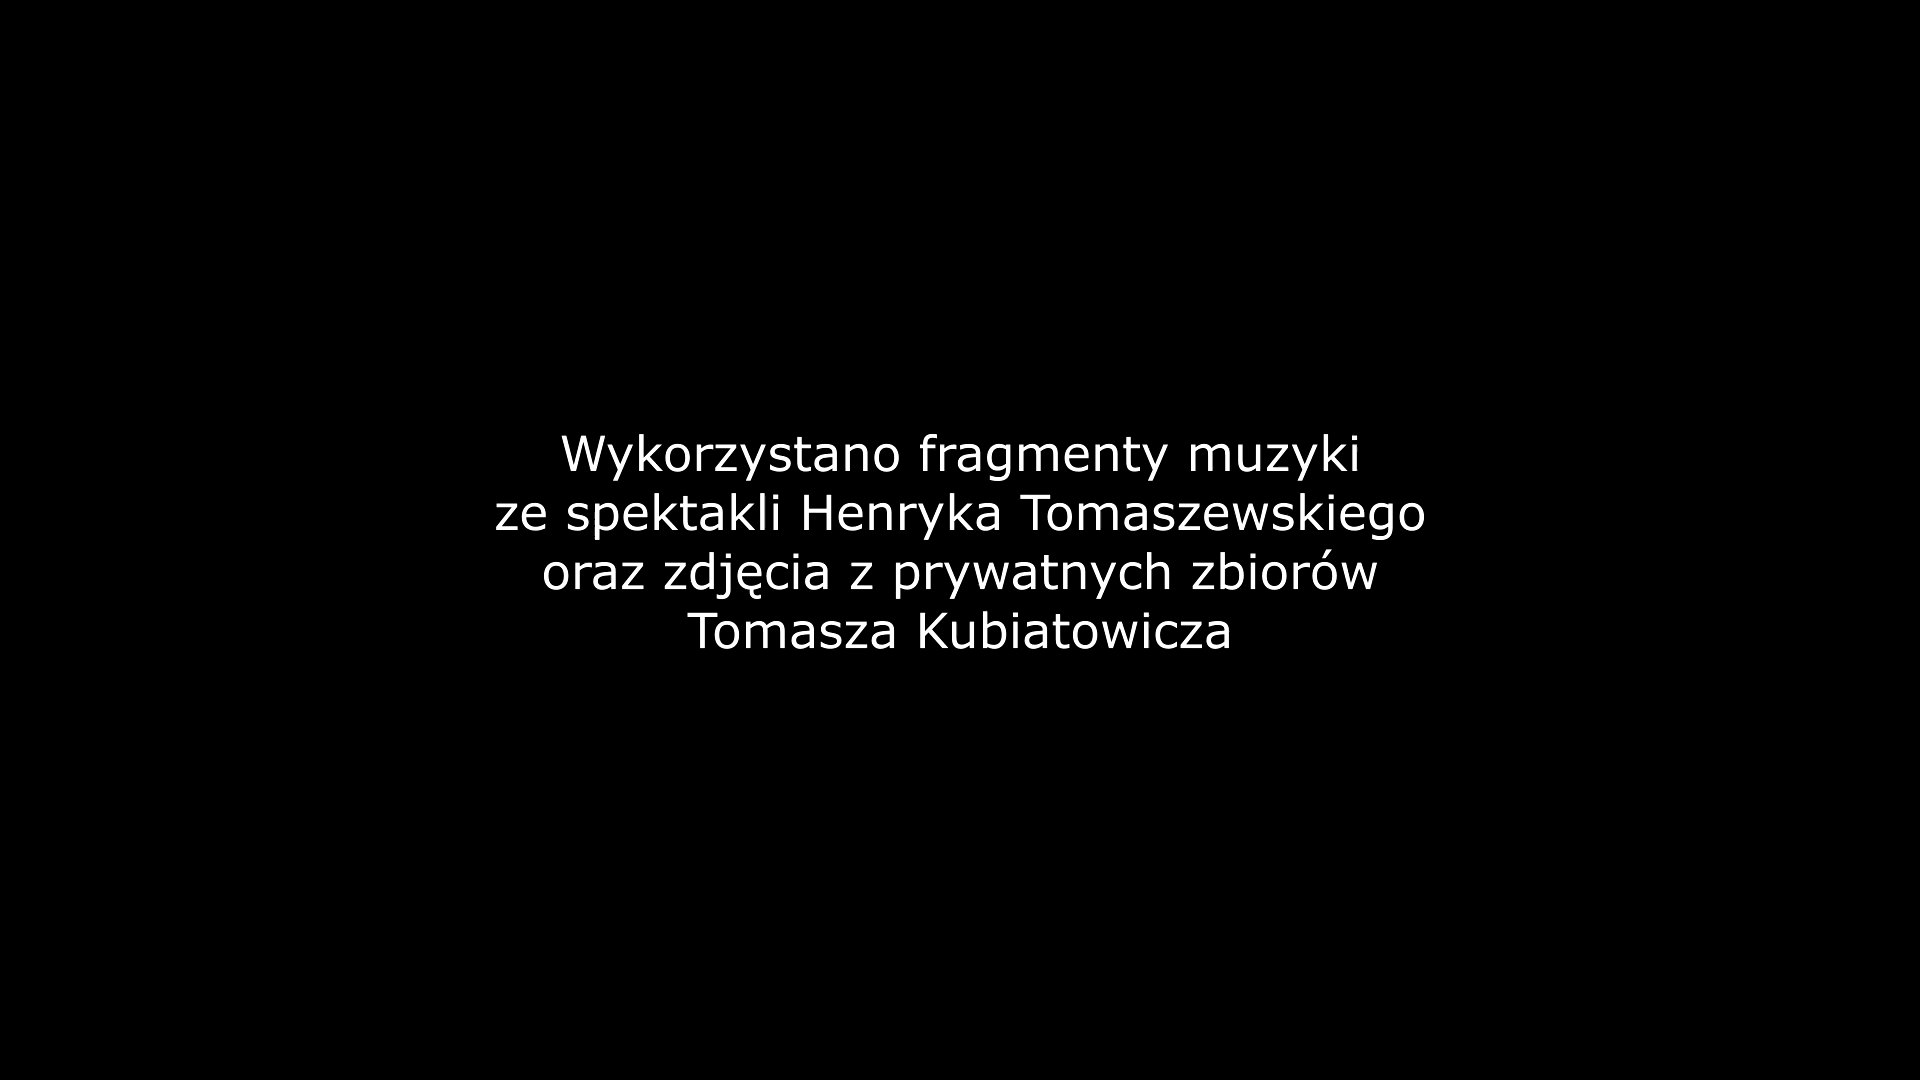 Wykorzystano fragmenty muzyki
ze spektakli Henryka Tomaszewskiego
oraz zdjęcia z prywatnych zbiorów
Tomasza Kubiatowicza